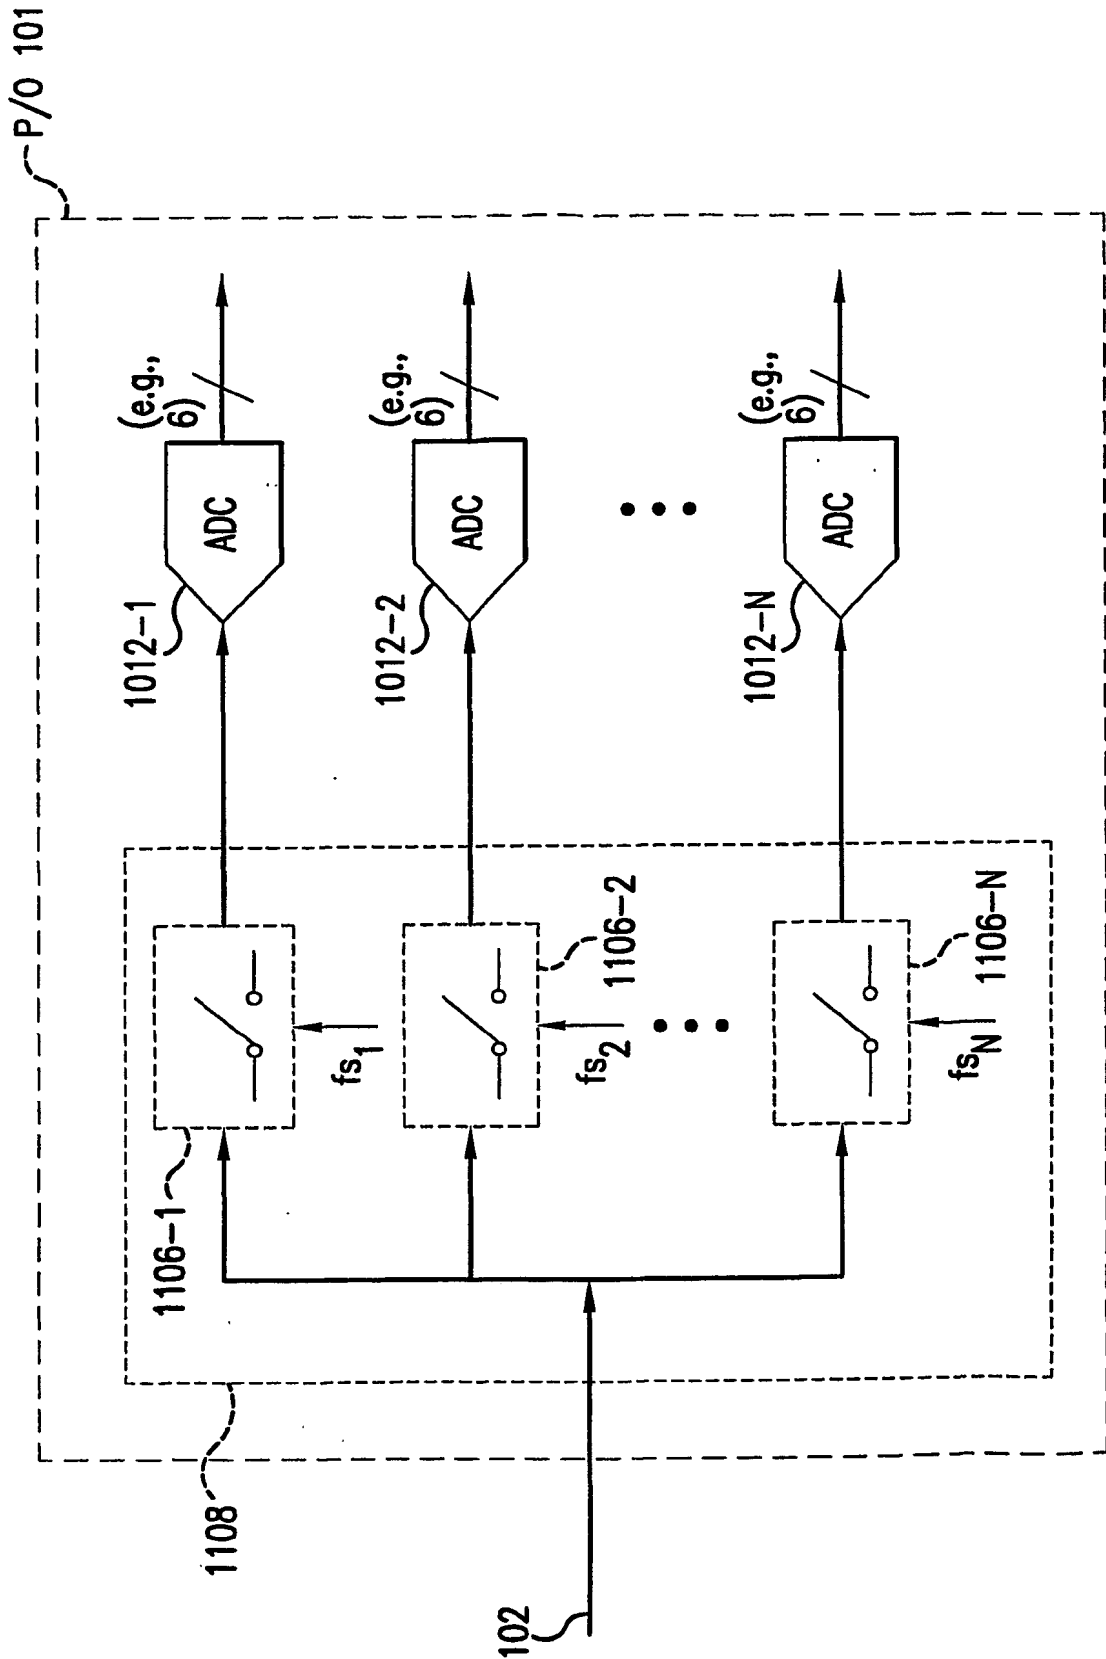 P/O 101
(e.g.,
6)
ADC
1012-1
(e.g.,
6)
ADC
1012-2
(e.g.,
6)
ADC
1012-N
1106-1
fs1
1106-2
fs2
1106-N
fsN
1108
102